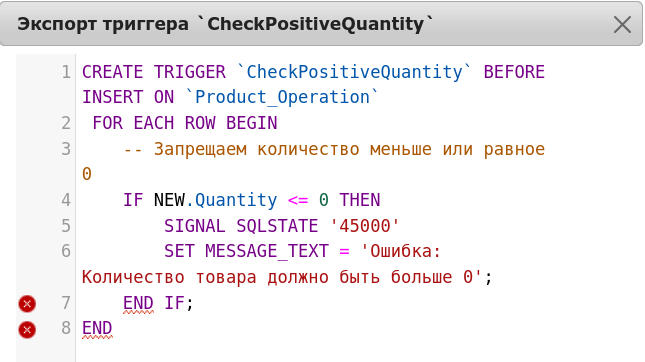 Экспорт триггера `CheckPositiveQuantity`
1 CREATE TRIGGER `CheckPositiveQuantity` BEFORE
INSERT ON `Product_Operation`
2 FOR EACH ROW BEGIN
3 -- Запрещаем количество меньше или равное
0
4 IF NEW.Quantity <= 0 THEN
5 SIGNAL SQLSTATE '45000'
6 SET MESSAGE_TEXT = 'Ошибка:
Количество товара должно быть больше 0';
7 END IF;
8 END